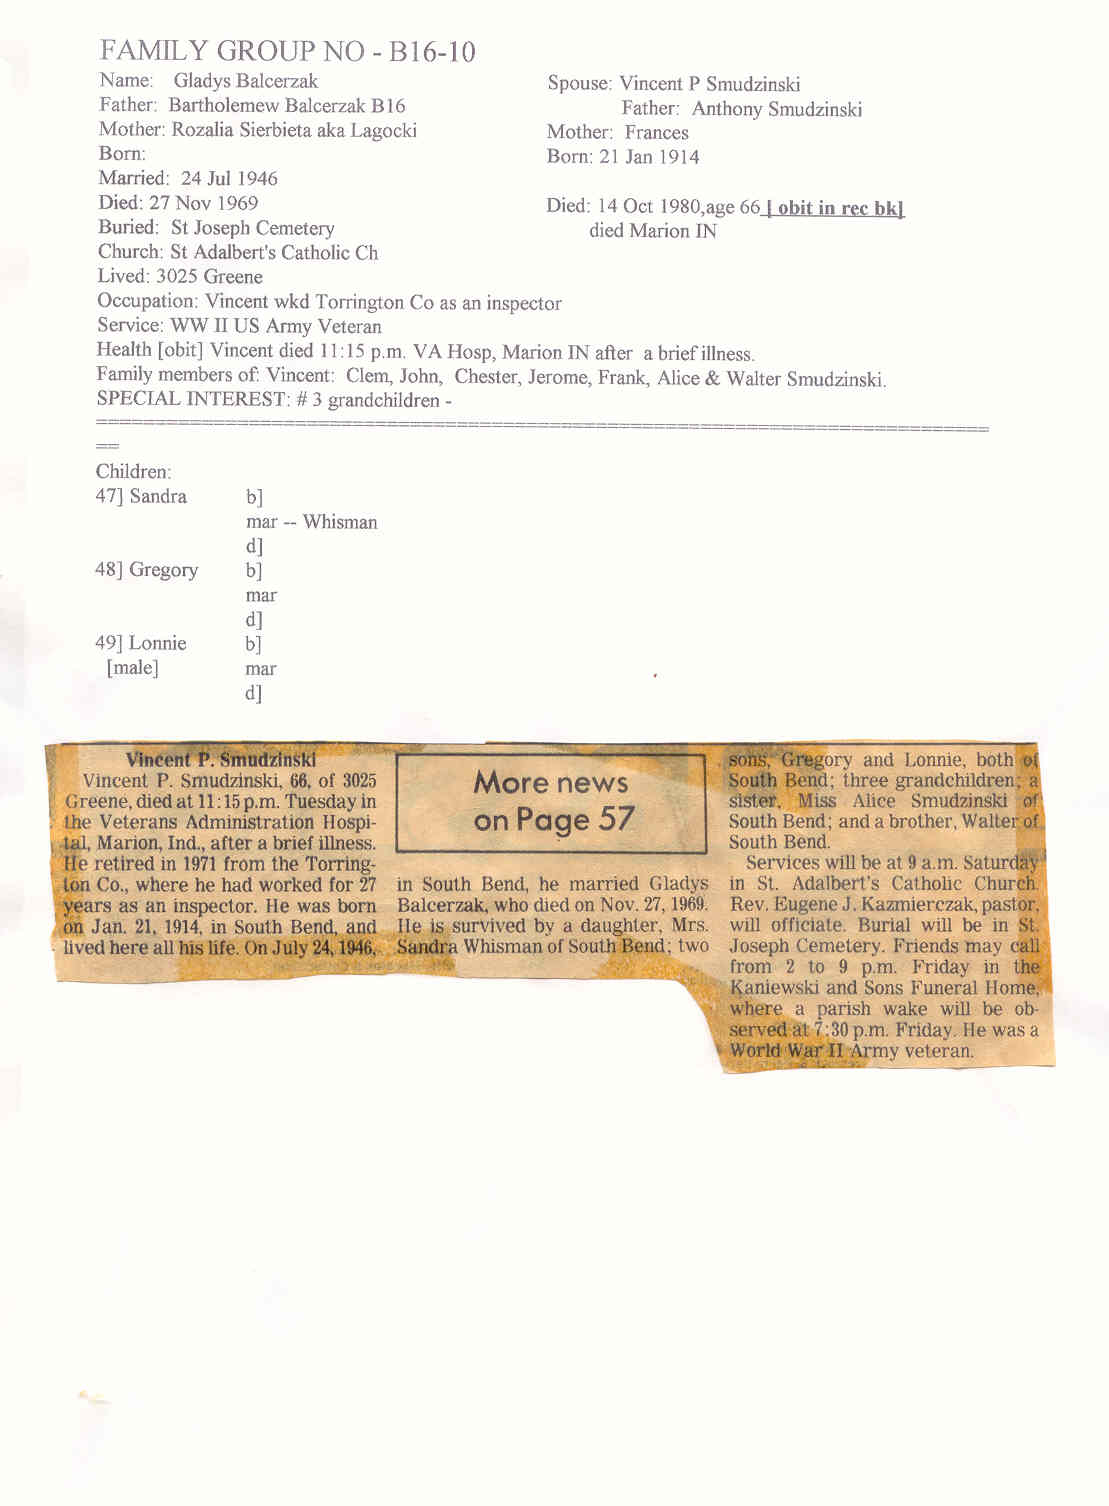 FAMILY GROUP NO - B16-10
Name: Gladys Balcerzak
Father: Bartholemew Balcerzak B16
Mother: Rozalia Sierbieta aka Lagocki
Born:
Married: 24 Jul 1946
Died: 27 Nov 1969
Buried: St Joseph Cemetery
Church: St Adalbert's Catholic Ch
Lived: 3025 Greene
Spouse: Vincent P Smudzinski
Father: Anthony Smudzinski
Mother: Frances
Born: 21 Jan 1914
Died: 14 Oct 1980,age 66 [ obit in rec bk]
died Marion IN
Occupation: Vincent wkd Torrington Co as an inspector
Service: WW II US Army Veteran
Health [obit] Vincent died 11:15 p.m. VA Hosp, Marion IN after a brief illness.
Family members of: Vincent: Clem, John, Chester, Jerome, Frank, Alice & Walter Smudzinski.
SPECIAL INTEREST: # 3 grandchildren -
Children:
47] Sandra b]
mar -- Whisman
d]
48] Gregory b]
mar
d]
49] Lonnie b]
[male] mar
d]
Vincent P. Smudzinski
Vincent P. Smudzinski, 66, of 3025
Greene, died at 11:15 p.m. Tuesday in
the Veterans Administration Hospi-
tal, Marion, Ind., after a brief illness.
He retired in 1971 from the Torring-
ton Co., where he had worked for 27
years as an inspector. He was born
on Jan. 21, 1914, in South Bend, and
lived here all his life. On July 24, 1946,
More news
on Page 57
in South Bend, he married Gladys
Balcerzak, who died on Nov. 27, 1969.
He is survived by a daughter, Mrs.
Sandra Whisman of South Bend; two
sons, Gregory and Lonnie, both of
South Bend; three grandchildren; a
sister, Miss Alice Smudzinski of
South Bend; and a brother, Walter of
South Bend.
Services will be at 9 a.m. Saturday
in St. Adalbert's Catholic Church.
Rev. Eugene J. Kazmierczak, pastor,
will officiate. Burial will be in St.
Joseph Cemetery. Friends may call
from 2 to 9 p.m. Friday in the
Kaniewski and Sons Funeral Home,
where a parish wake will be ob-
served at 7:30 p.m. Friday. He was a
World War II Army veteran.